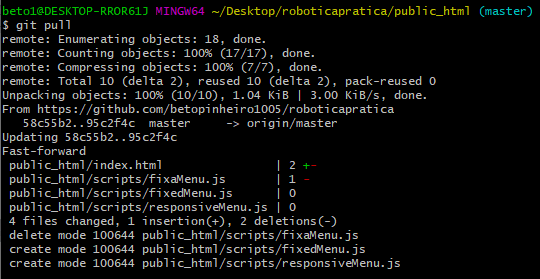 beto1@DESKTOP-RROR61J MINGW64 ~/Desktop/roboticapratica/public_html (master)
$ git pull
remote: Enumerating objects: 18, done.
remote: Counting objects: 100% (17/17), done.
remote: Compressing objects: 100% (7/7), done.
remote: Total 10 (delta 2), reused 10 (delta 2), pack-reused 0
Unpacking objects: 100% (10/10), 1.04 KiB | 3.00 KiB/s, done.
From https://github.com/betopinheiro1005/roboticapratica
   58c55b2..95c2f4c  master     -> origin/master
Updating 58c55b2..95c2f4c
Fast-forward
 public_html/index.html                | 2 +-
 public_html/scripts/fixaMenu.js       | 1 -
 public_html/scripts/fixedMenu.js      | 0
 public_html/scripts/responsiveMenu.js | 0
 4 files changed, 1 insertion(+), 2 deletions(-)
 delete mode 100644 public_html/scripts/fixaMenu.js
 create mode 100644 public_html/scripts/fixedMenu.js
 create mode 100644 public_html/scripts/responsiveMenu.js